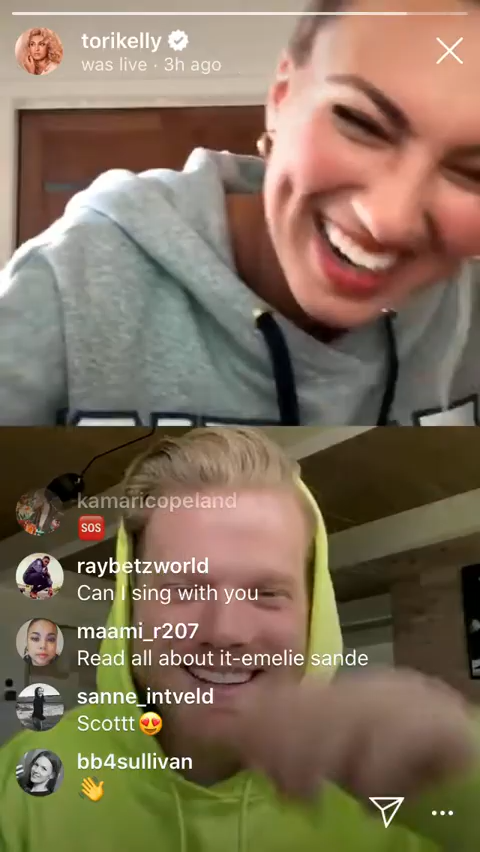 torikelly
was live · 3h ago
kamaricopeland
🆘
raybetzworld
Can I sing with you
maami_r207
Read all about it-emelie sande
sanne_intveld
Scottt😍
bb4sullivan
👋